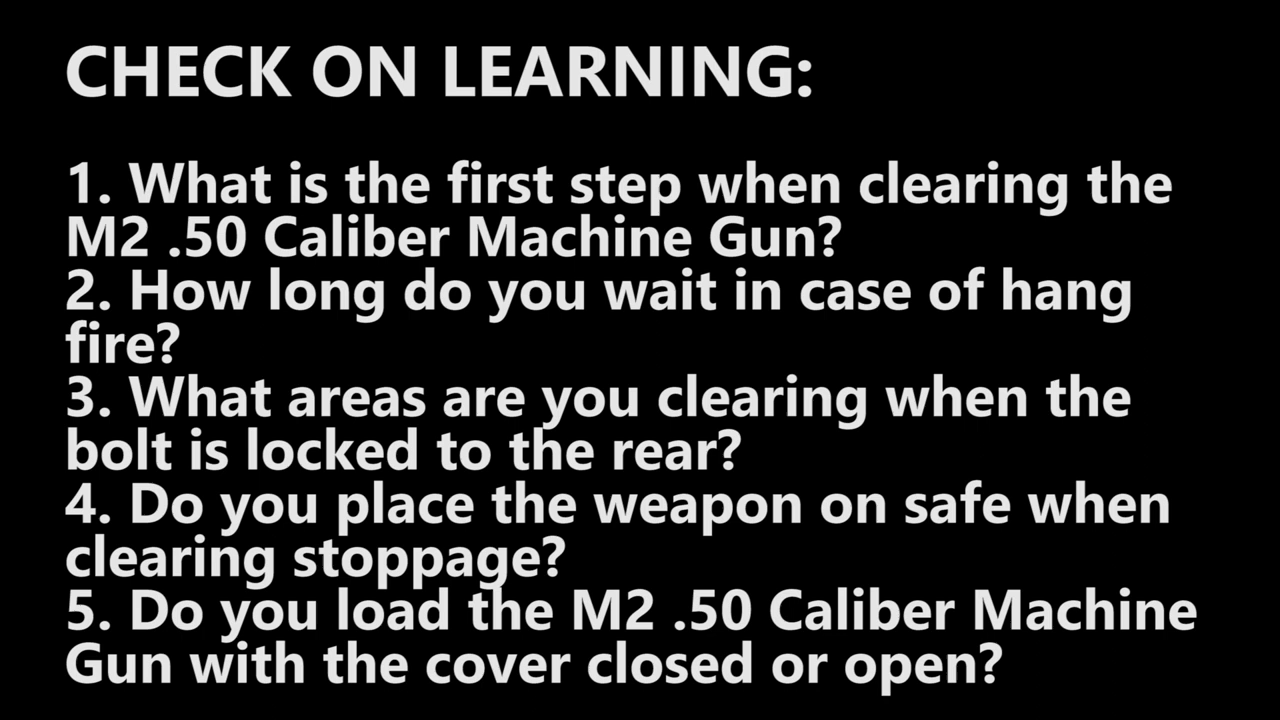 CHECK ON LEARNING:
1. What is the first step when clearing the
M2 .50 Caliber Machine Gun?
2. How long do you wait in case of hang
fire?
3. What areas are you clearing when the
bolt is locked to the rear?
4. Do you place the weapon on safe when
clearing stoppage?
5. Do you load the M2 .50 Caliber Machine
Gun with the cover closed or open?